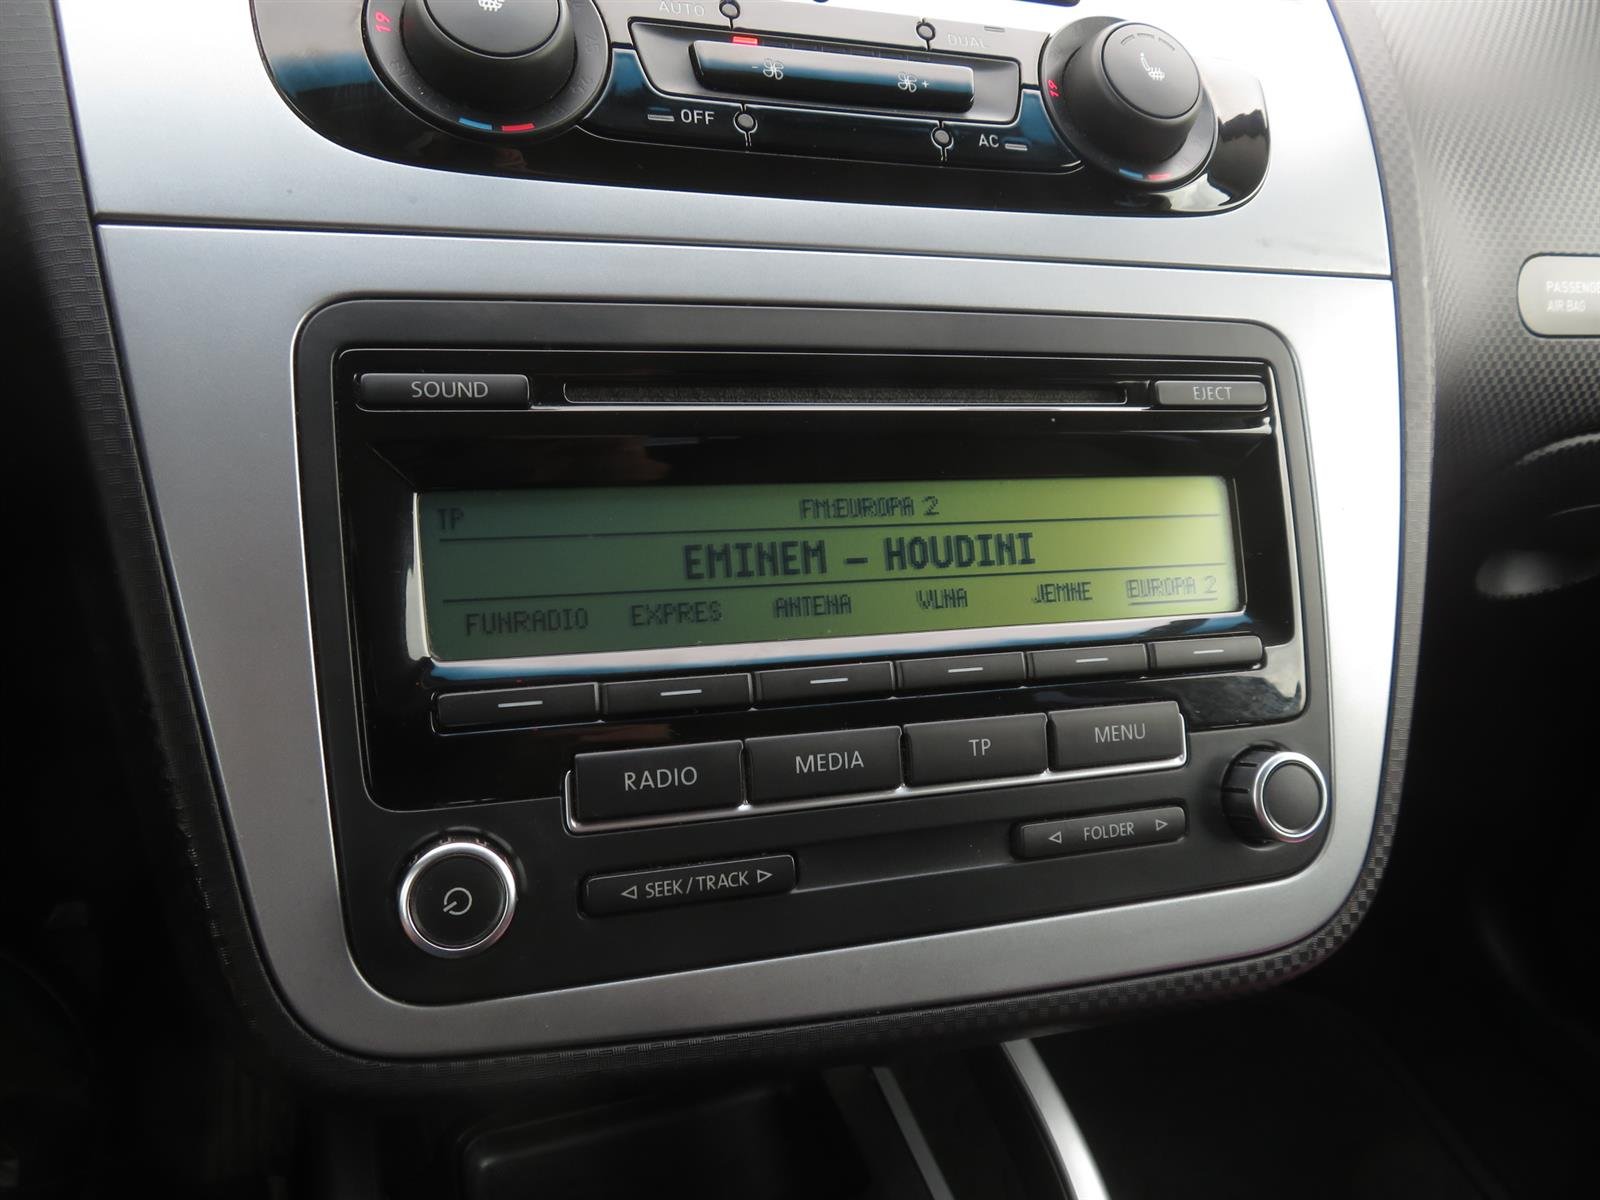 AUTO
DUAL
19
19
- +
OFF
AC
PASSENGE
AIR BAG
SOUND
EJECT
TP FM:EUROPA 2
EMINEM - HOUDINI
FUNRADIO EXPRES ANTENA VLNA JEMNE EUROPA 2
RADIO MEDIA TP MENU
SEEK/TRACK
FOLDER